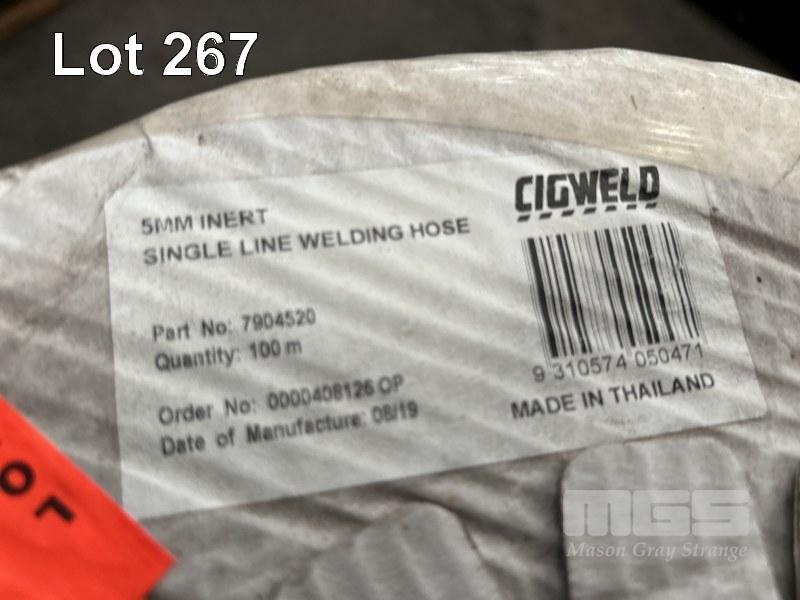 Lot 267
5MM INERT
SINGLE LINE WELDING HOSE
CIGWELD
Part No: 7904520
Quantity: 100 m
Order No: 0000408126 OP
Date of Manufacture: 08/19
9 310574 050471
MADE IN THAILAND
LOT
MGS
Mason Gray Strange